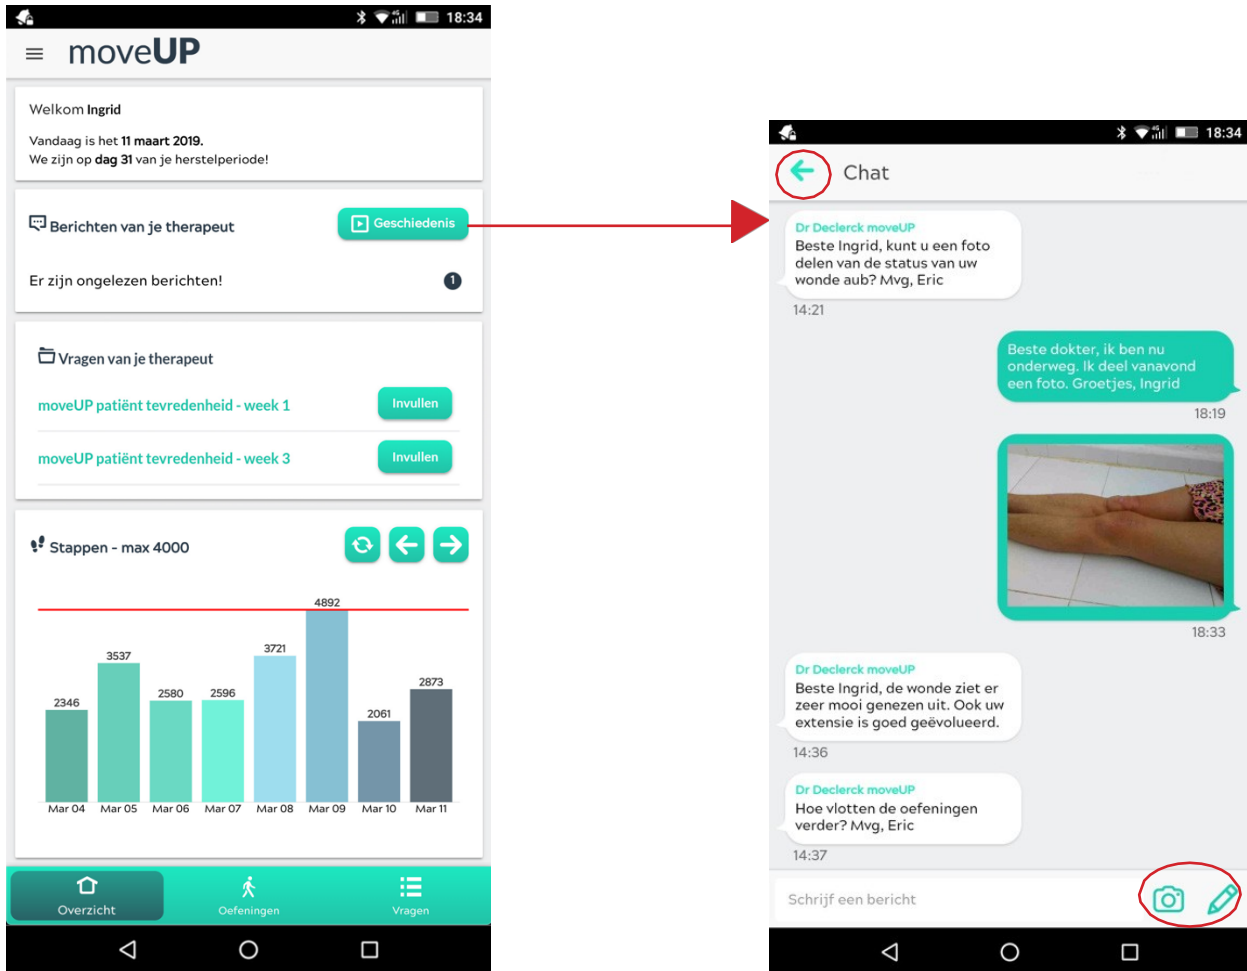 18:34
moveUP
Welkom Ingrid
Vandaag is het 11 maart 2019.
We zijn op dag 31 van je herstelperiode!
Berichten van je therapeut
Geschiedenis
Er zijn ongelezen berichten!
1
Vragen van je therapeut
moveUP patiënt tevredenheid - week 1
Invullen
moveUP patiënt tevredenheid - week 3
Invullen
Stappen - max 4000
4892
3721
3537
2873
2580
2596
2346
2061
Mar 04 Mar 05 Mar 06 Mar 07 Mar 08 Mar 09 Mar 10 Mar 11
Overzicht
Oefeningen
Vragen
4G 18:34
Chat
Dr Declerck moveUP
Beste Ingrid, kunt u een foto
delen van de status van uw
wonde aub? Mvg, Eric
14:21
Beste dokter, ik ben nu
onderweg. Ik deel vanavond
een foto. Groetjes, Ingrid
18:19
18:33
Dr Declerck moveUP
Beste Ingrid, de wonde ziet er
zeer mooi genezen uit. Ook uw
extensie is goed geëvolueerd.
14:36
Dr Declerck moveUP
Hoe vlotten de oefeningen
verder? Mvg, Eric
14:37
Schrijf een bericht